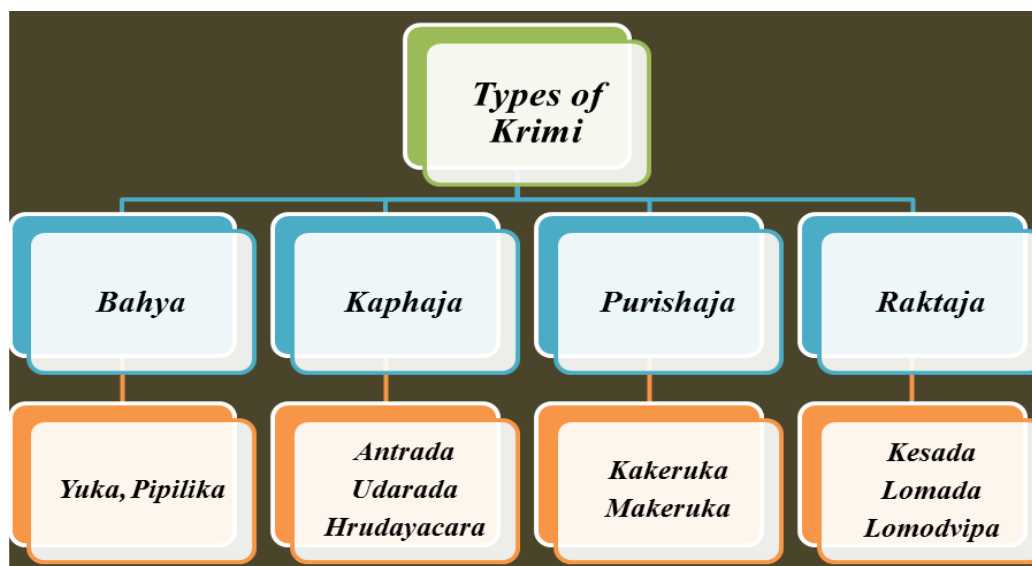 Types of
Krimi
Bahya
Kaphaja
Purishaja
Raktaja
Yuka, Pipilika
Antrada
Udarada
Hrudayacara
Kakeruka
Makeruka
Kesada
Lomada
Lomodvipa